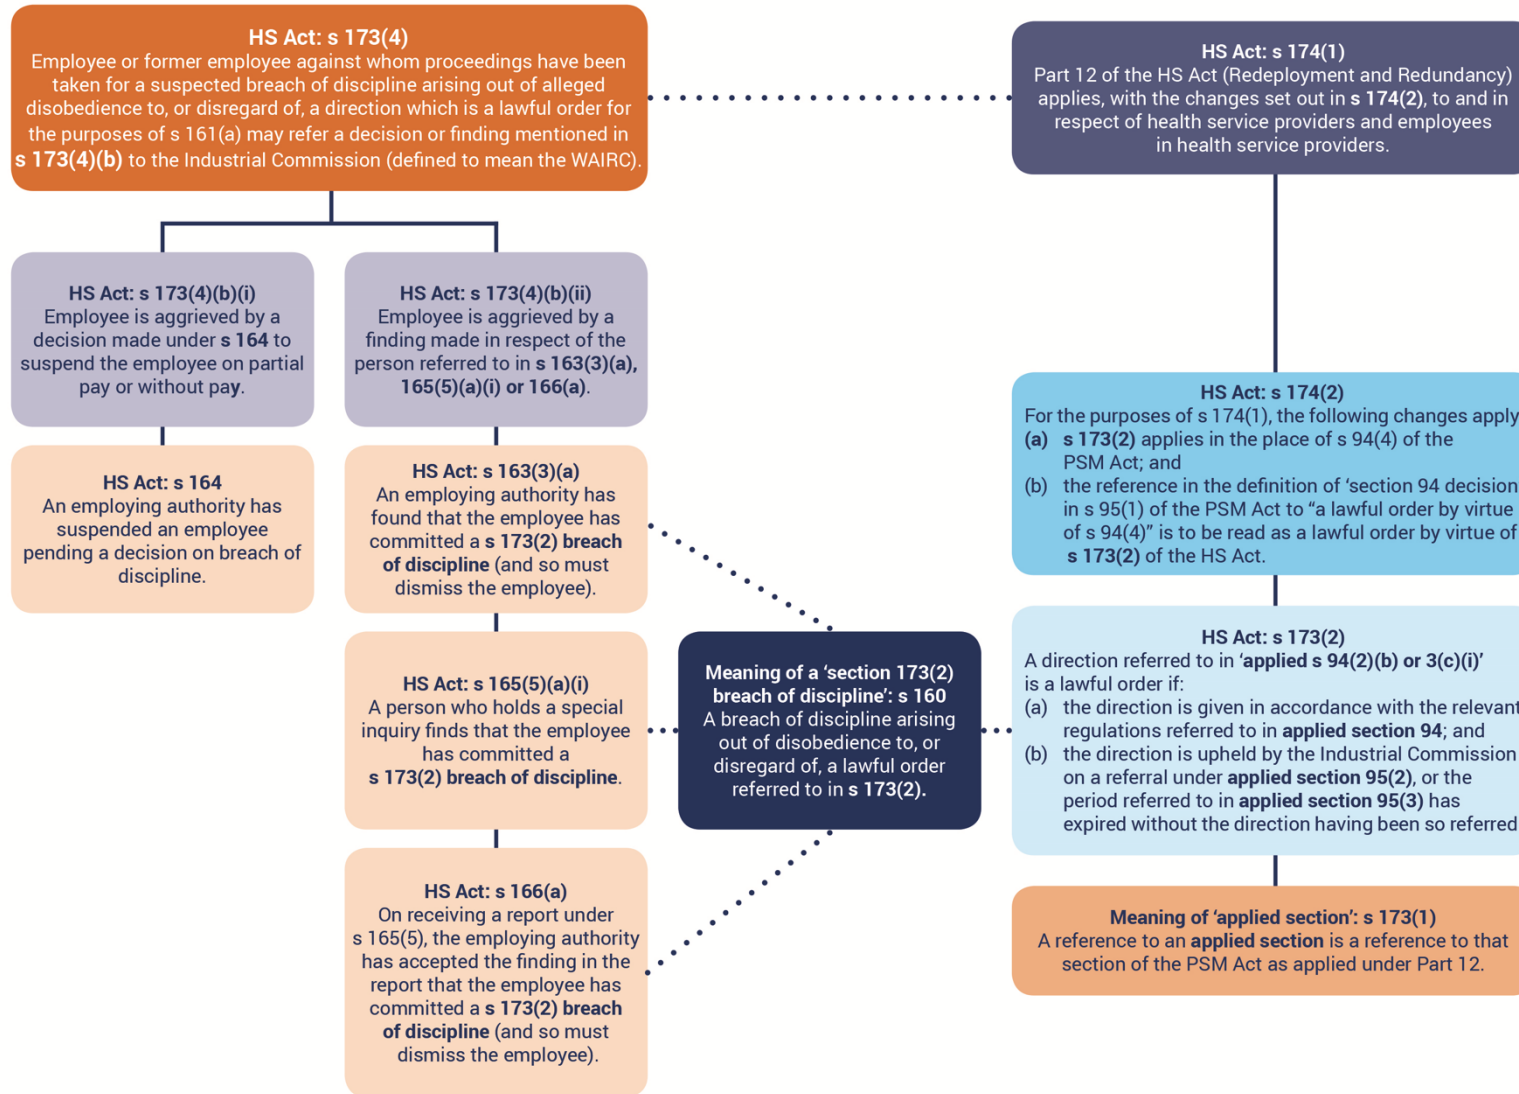 HS Act: s 173(4)
Employee or former employee against whom proceedings have been
taken for a suspected breach of discipline arising out of alleged
disobedience to, or disregard of, a direction which is a lawful order for
the purposes of s 161(a) may refer a decision or finding mentioned in
s 173(4)(b) to the Industrial Commission (defined to mean the WAIRC).
HS Act: s 174(1)
Part 12 of the HS Act (Redeployment and Redundancy)
applies, with the changes set out in s 174(2), to and in
respect of health service providers and employees
in health service providers.
HS Act: s 173(4)(b)(i)
Employee is aggrieved by a
decision made under s 164 to
suspend the employee on partial
pay or without pay.
HS Act: s 173(4)(b)(ii)
Employee is aggrieved by a
finding made in respect of the
person referred to in s 163(3)(a),
165(5)(a)(i) or 166(a).
HS Act: s 164
An employing authority has
suspended an employee
pending a decision on breach of
discipline.
HS Act: s 163(3)(a)
An employing authority has
found that the employee has
committed a s 173(2) breach
of discipline (and so must
dismiss the employee).
HS Act: s 165(5)(a)(i)
A person who holds a special
inquiry finds that the employee
has committed a
s 173(2) breach of discipline.
HS Act: s 166(a)
On receiving a report under
s 165(5), the employing authority
has accepted the finding in the
report that the employee has
committed a s 173(2) breach
of discipline (and so must
dismiss the employee).
Meaning of a ‘section 173(2)
breach of discipline’: s 160
A breach of discipline arising
out of disobedience to, or
disregard of, a lawful order
referred to in s 173(2).
HS Act: s 174(2)
For the purposes of s 174(1), the following changes apply
(a) s 173(2) applies in the place of s 94(4) of the
PSM Act; and
(b) the reference in the definition of ‘section 94 decision
in s 95(1) of the PSM Act to “a lawful order by virtue
of s 94(4)” is to be read as a lawful order by virtue of
s 173(2) of the HS Act.
HS Act: s 173(2)
A direction referred to in ‘applied s 94(2)(b) or 3(c)(i)’
is a lawful order if:
(a) the direction is given in accordance with the relevant
regulations referred to in applied section 94; and
(b) the direction is upheld by the Industrial Commission
on a referral under applied section 95(2), or the
period referred to in applied section 95(3) has
expired without the direction having been so referred
Meaning of ‘applied section’: s 173(1)
A reference to an applied section is a reference to that
section of the PSM Act as applied under Part 12.